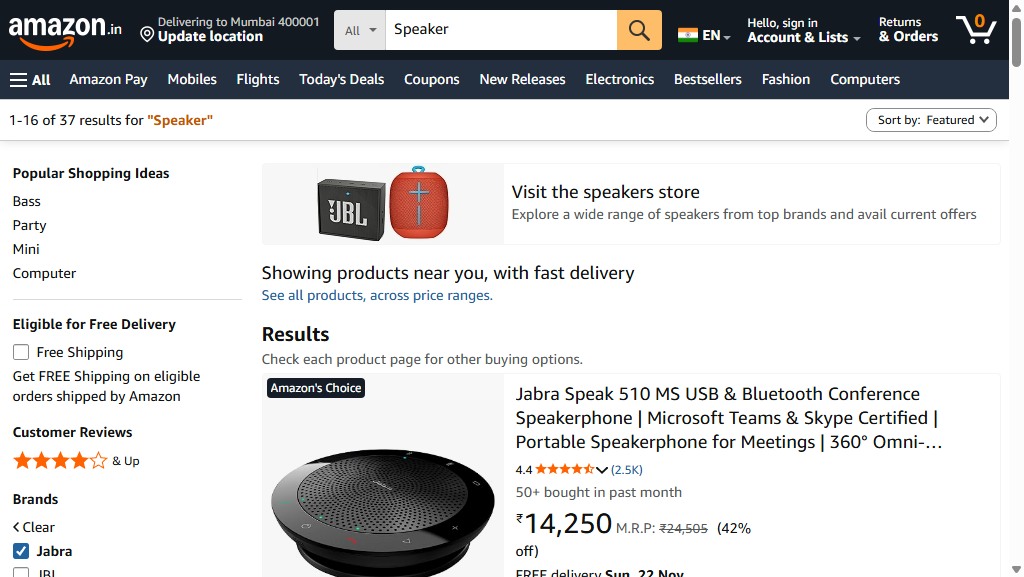 amazon.in
Delivering to Mumbai 400001
Update location
All
Speaker
EN
Hello, sign in
Account & Lists
Returns
& Orders
0
All
Amazon Pay
Mobiles
Flights
Today's Deals
Coupons
New Releases
Electronics
Bestsellers
Fashion
Computers
1-16 of 37 results for "Speaker"
Sort by: Featured
Popular Shopping Ideas
Bass
Party
Mini
Computer
Eligible for Free Delivery
Free Shipping
Get FREE Shipping on eligible
orders shipped by Amazon
Customer Reviews
& Up
Brands
Clear
Jabra
JBL
JBL
Visit the speakers store
Explore a wide range of speakers from top brands and avail current offers
Showing products near you, with fast delivery
See all products, across price ranges.
Results
Check each product page for other buying options.
Amazon's Choice
Jabra Speak 510 MS USB & Bluetooth Conference
Speakerphone | Microsoft Teams & Skype Certified |
Portable Speakerphone for Meetings | 360° Omni-…
4.4 (2.5K)
50+ bought in past month
₹14,250 M.R.P: ₹24,505 (42%
off)
FREE delivery Sun, 22 Nov